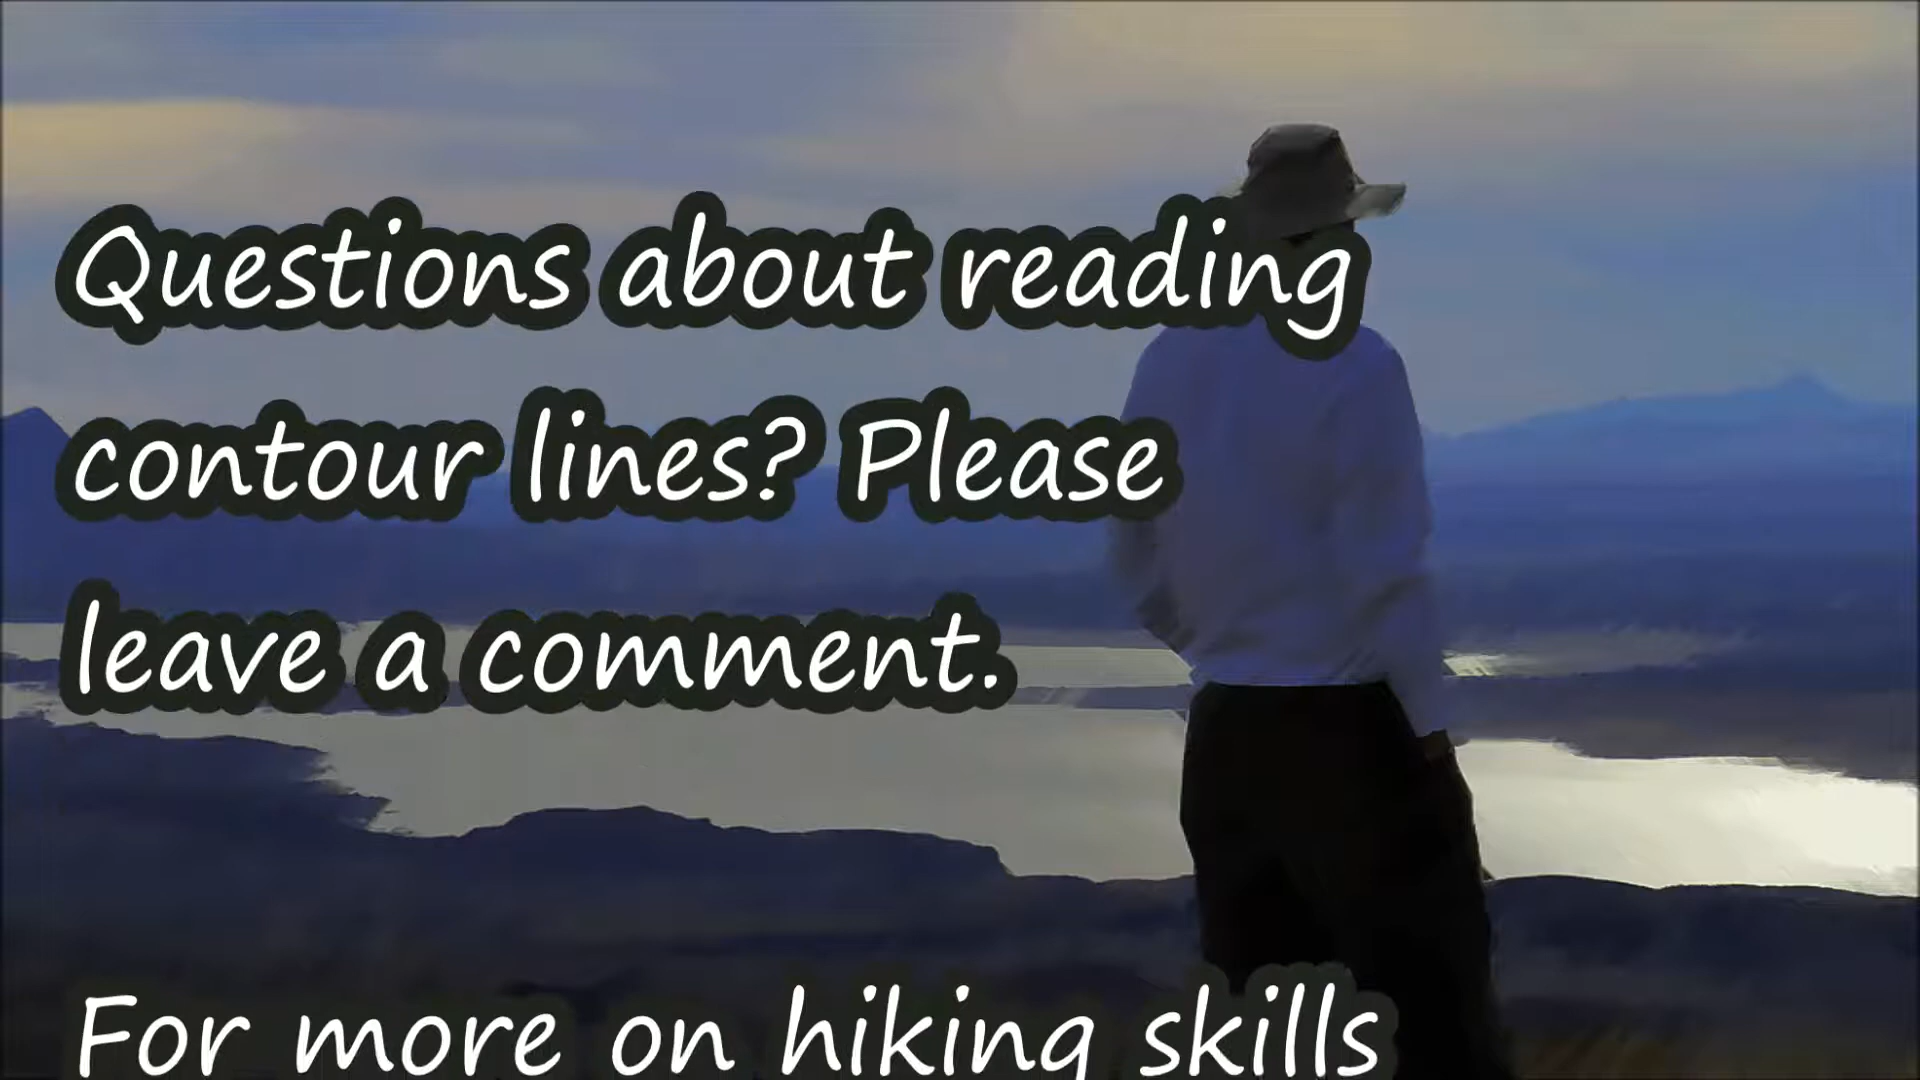 Questions about reading
contour lines? Please
leave a comment.
For more on hiking skills